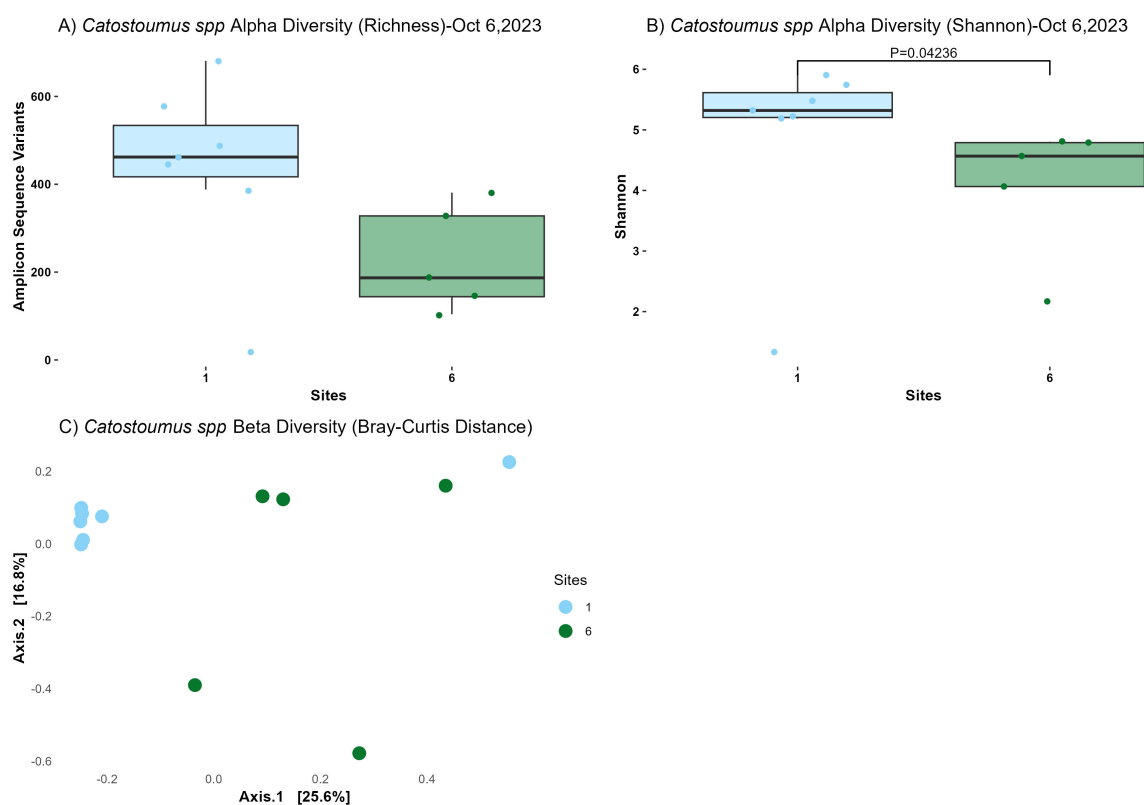 A) Catostoumus spp Alpha Diversity (Richness)-Oct 6,2023
Amplicon Sequence Variants
600
400
200
0
1
6
Sites
B) Catostoumus spp Alpha Diversity (Shannon)-Oct 6,2023
P=0.04236
Shannon
6
5
4
3
2
1
6
Sites
C) Catostoumus spp Beta Diversity (Bray-Curtis Distance)
Axis.2 [16.8%]
0.2
0.0
-0.2
-0.4
-0.6
-0.2
0.0
0.2
0.4
Axis.1 [25.6%]
Sites
1
6